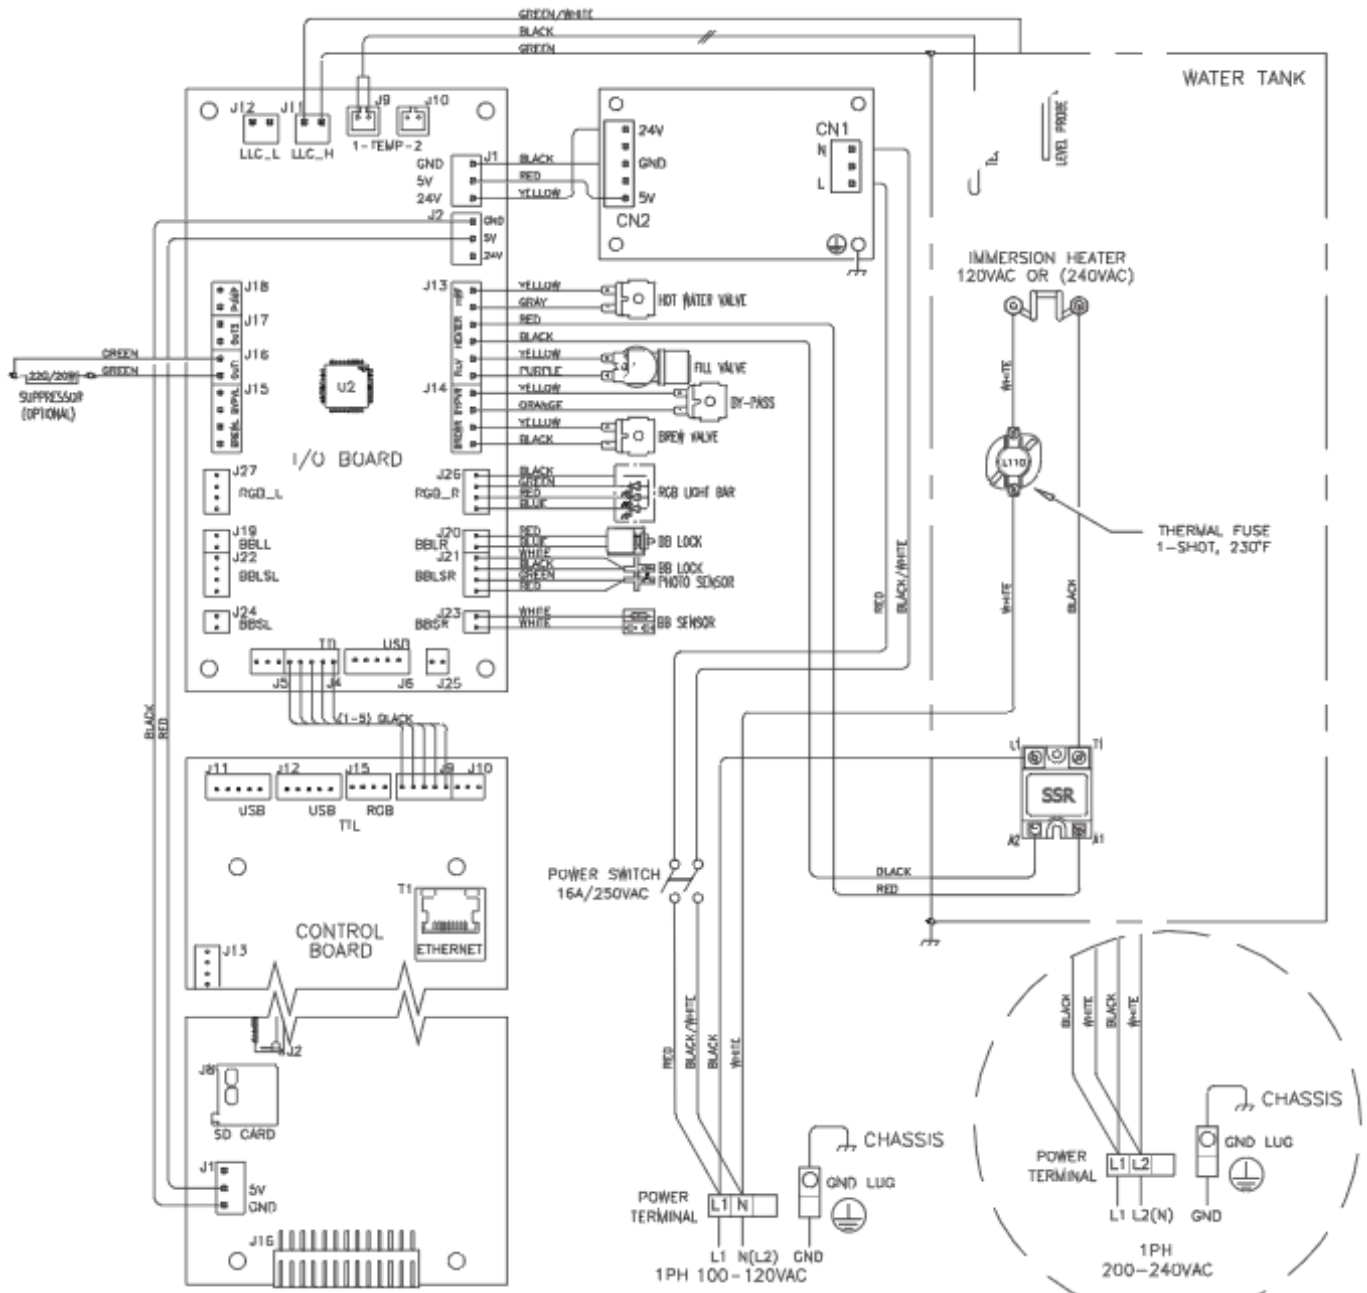 GREEN/WHITE
BLACK
GREEN
WATER TANK
J12
J11
J9
J10
LLC_L
LLC_H
1-TEMP-2
LEVEL PROBE
J1
GND
5V
24V
BLACK
RED
YELLOW
24V
GND
5V
CN2
CN1
N
L
J2
GND
5V
24V
IMMERSION HEATER
120VAC OR (240VAC)
J18
J17
OUT2
J16
OUT1
J15
BYPVL
J13
HEATER
J14
YELLOW
GRAY
RED
BLACK
YELLOW
PURPLE
YELLOW
ORANGE
YELLOW
BLACK
HOT WATER VALVE
FILL VALVE
BY-PASS
BREW VALVE
GREEN
GREEN
SUPPRESSOR
(OPTIONAL)
U2
I/O BOARD
WHITE
L110
THERMAL FUSE
1-SHOT, 230°F
J27
RGB_L
J26
RGB_R
BLACK
GREEN
RED
BLUE
RGB LIGHT BAR
J19
BBLL
J22
BBLSL
J20
BBLR
J21
BBLSR
RED
BLUE
WHITE
BLACK
GREEN
RED
BB LOCK
BB LOCK
PHOTO SENSOR
J24
BBSL
J23
BBSR
WHITE
WHITE
BB SENSOR
RED
BLACK/WHITE
WHITE
BLACK
USB
J5
J4
J6
J25
BLACK
RED
(1-5) BLACK
J11
J12
J15
J9
J10
USB
USB
RGB
TTL
L1
T1
SSR
A2
A1
POWER SWITCH
16A/250VAC
BLACK
RED
T1
ETHERNET
CONTROL
BOARD
J13
J2
J8
SD CARD
J1
5V
GND
J16
RED
BLACK/WHITE
BLACK
WHITE
CHASSIS
GND LUG
POWER
TERMINAL
L1 N
L1 N(L2) GND
1PH 100-120VAC
BLACK
WHITE
BLACK
WHITE
CHASSIS
GND LUG
POWER
TERMINAL
L1 L2
L1 L2(N) GND
1PH
200-240VAC